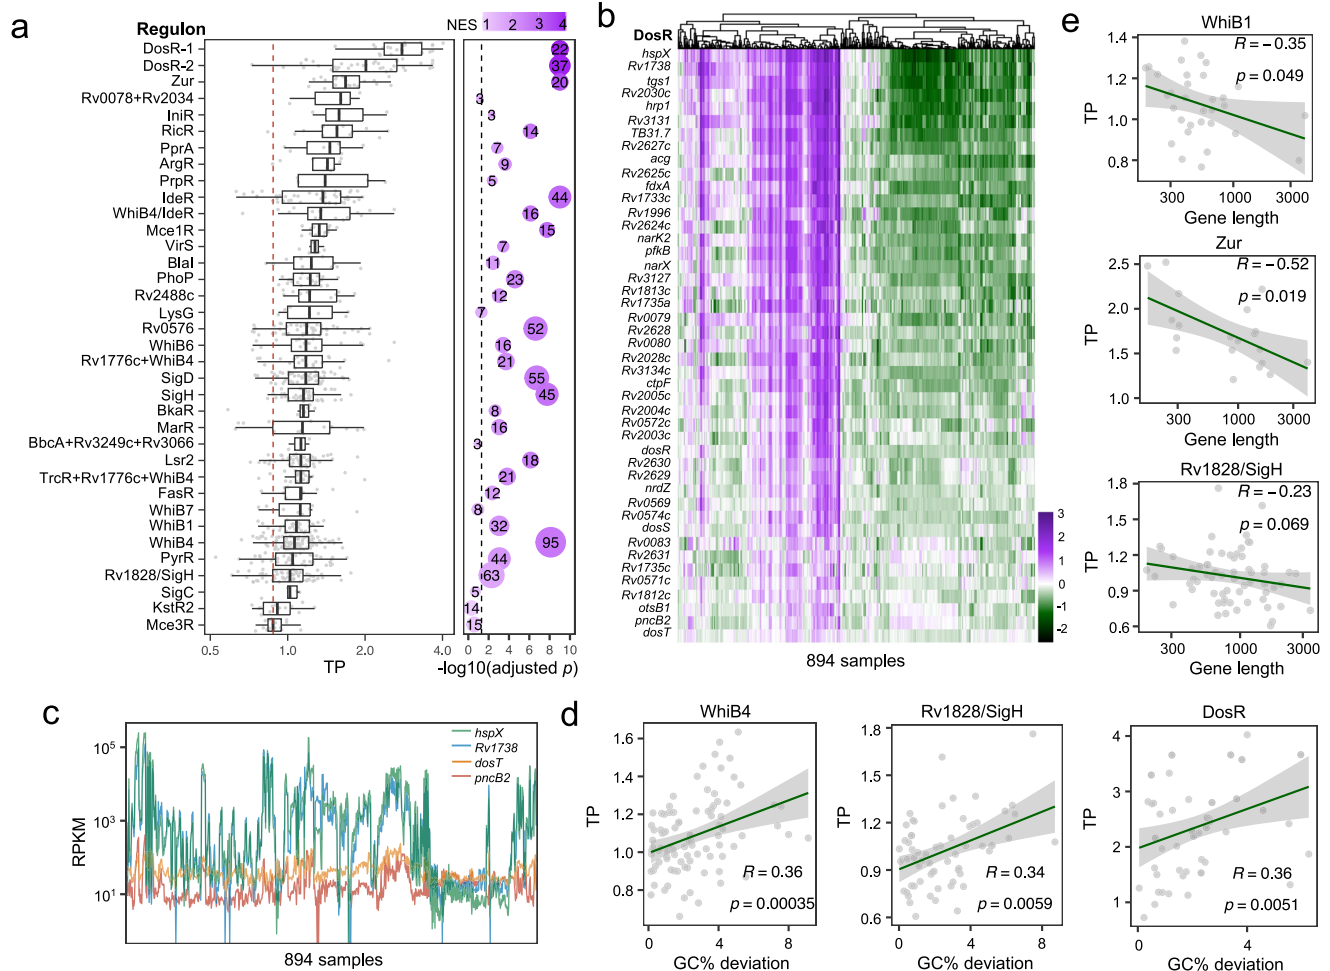 a
Regulon
NES 1 2 3 4
DosR-1
DosR-2
Zur
Rv0078+Rv2034
IniR
RicR
PprA
ArgR
PrpR
IdeR
WhiB4/IdeR
Mce1R
VirS
BlaI
PhoP
Rv2488c
LysG
Rv0576
WhiB6
Rv1776c+WhiB4
SigD
SigH
BkaR
MarR
BbcA+Rv3249c+Rv3066
Lsr2
TrcR+Rv1776c+WhiB4
FasR
WhiB7
WhiB1
WhiB4
PyrR
Rv1828/SigH
SigC
KstR2
Mce3R
22
37
20
3
3
14
7
9
5
44
16
15
7
11
23
12
7
52
16
21
55
45
8
16
3
18
21
12
8
32
95
44
63
5
14
15
0.5 1.0 2.0 4.0
TP
0 2 4 6 8 10
-log10(adjusted p)
b
DosR
hspX
Rv1738
tgs1
Rv2030c
hrp1
Rv3131
TB31.7
Rv2627c
acg
Rv2625c
fdxA
Rv1733c
Rv1996
Rv2624c
narK2
pfkB
narX
Rv3127
Rv1813c
Rv1735a
Rv0079
Rv2628
Rv0080
Rv2028c
Rv3134c
ctpF
Rv2005c
Rv2004c
Rv0572c
Rv2003c
dosR
Rv2630
Rv2629
nrdZ
Rv0569
Rv0574c
dosS
Rv0083
Rv2631
Rv1735c
Rv0571c
Rv1812c
otsB1
pncB2
dosT
3
2
1
0
-1
-2
894 samples
c
RPKM
10⁵
10³
10¹
hspX
Rv1738
dosT
pncB2
894 samples
d
WhiB4
TP
1.6
1.4
1.2
1.0
0.8
R = 0.36
p = 0.00035
0 4 8
GC% deviation
Rv1828/SigH
TP
1.8
1.5
1.2
0.9
0.6
R = 0.34
p = 0.0059
0 4 8
GC% deviation
DosR
TP
4
3
2
1
R = 0.36
p = 0.0051
0 4
GC% deviation
e
WhiB1
TP
1.4
1.2
1.0
0.8
R = −0.35
p = 0.049
300 1000 3000
Gene length
Zur
TP
2.5
2.0
1.5
1.0
R = −0.52
p = 0.019
300 1000 3000
Gene length
Rv1828/SigH
TP
1.8
1.5
1.2
0.9
0.6
R = −0.23
p = 0.069
300 1000 3000
Gene length